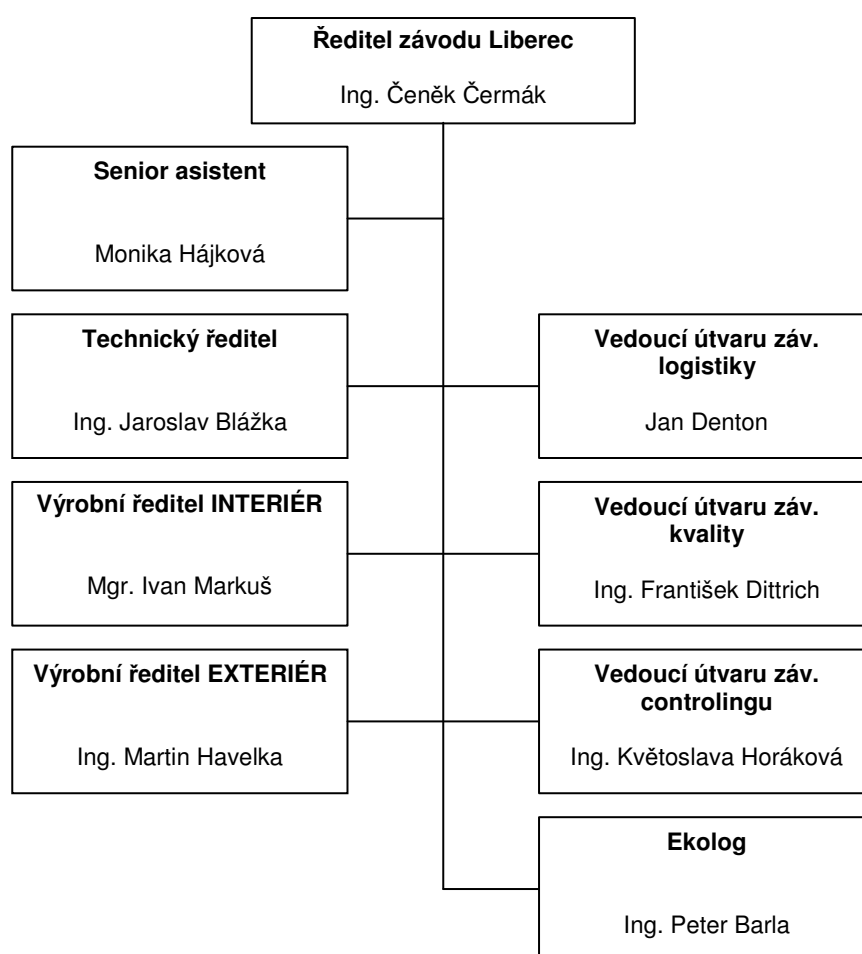 Ředitel závodu Liberec
Ing. Čeněk Čermák
Senior asistent
Monika Hájková
Technický ředitel
Ing. Jaroslav Blážka
Vedoucí útvaru záv.
logistiky
Jan Denton
Výrobní ředitel INTERIÉR
Mgr. Ivan Markuš
Vedoucí útvaru záv.
kvality
Ing. František Dittrich
Výrobní ředitel EXTERIÉR
Ing. Martin Havelka
Vedoucí útvaru záv.
controlingu
Ing. Květoslava Horáková
Ekolog
Ing. Peter Barla